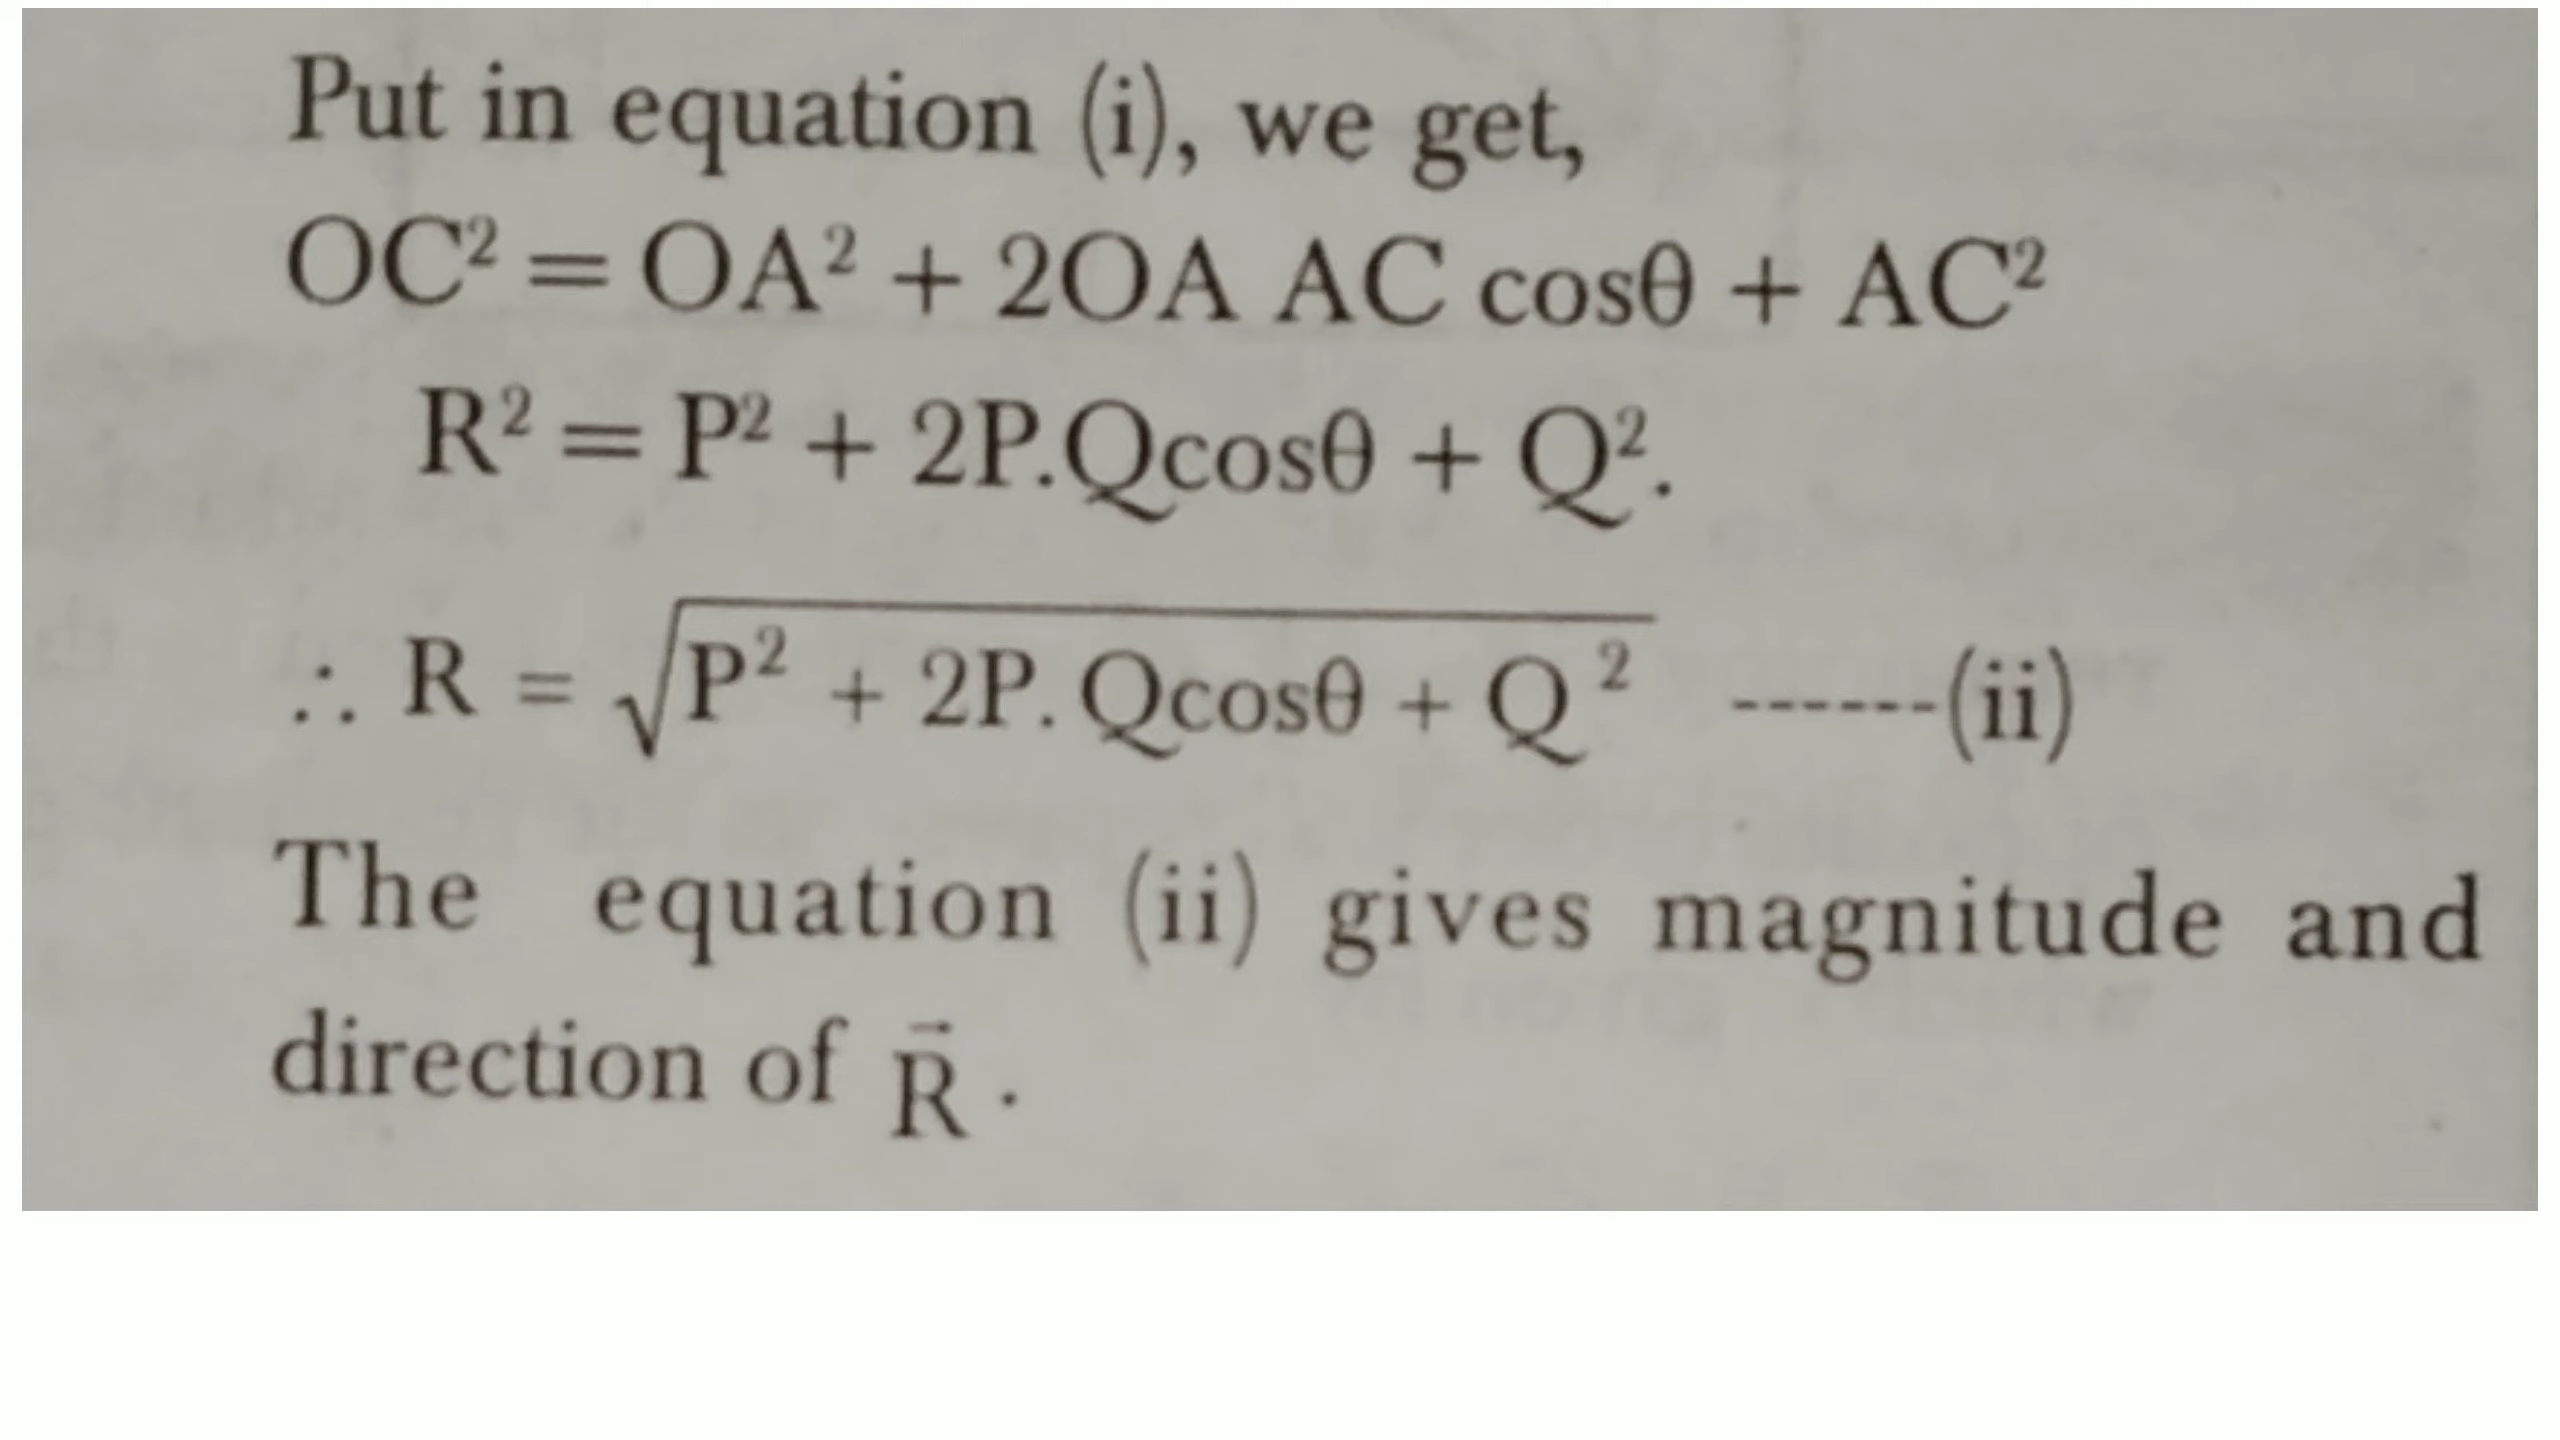 Put in equation (i), we get,
OC² = OA² + 2OA AC cosθ + AC²
R² = P² + 2P.Qcosθ + Q².
∴ R = √P² + 2P. Qcosθ + Q² ------(ii)
The equation (ii) gives magnitude and
direction of R⃗ .